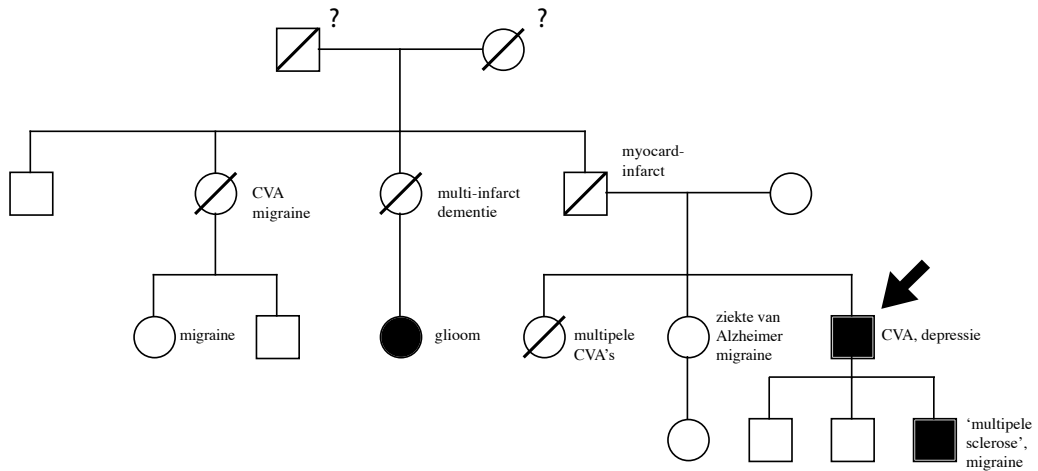 ?
?
myocard-
infarct
CVA
migraine
multi-infarct
dementie
migraine
glioom
multipele
CVA's
ziekte van
Alzheimer
migraine
CVA, depressie
‘multipele
sclerose’,
migraine